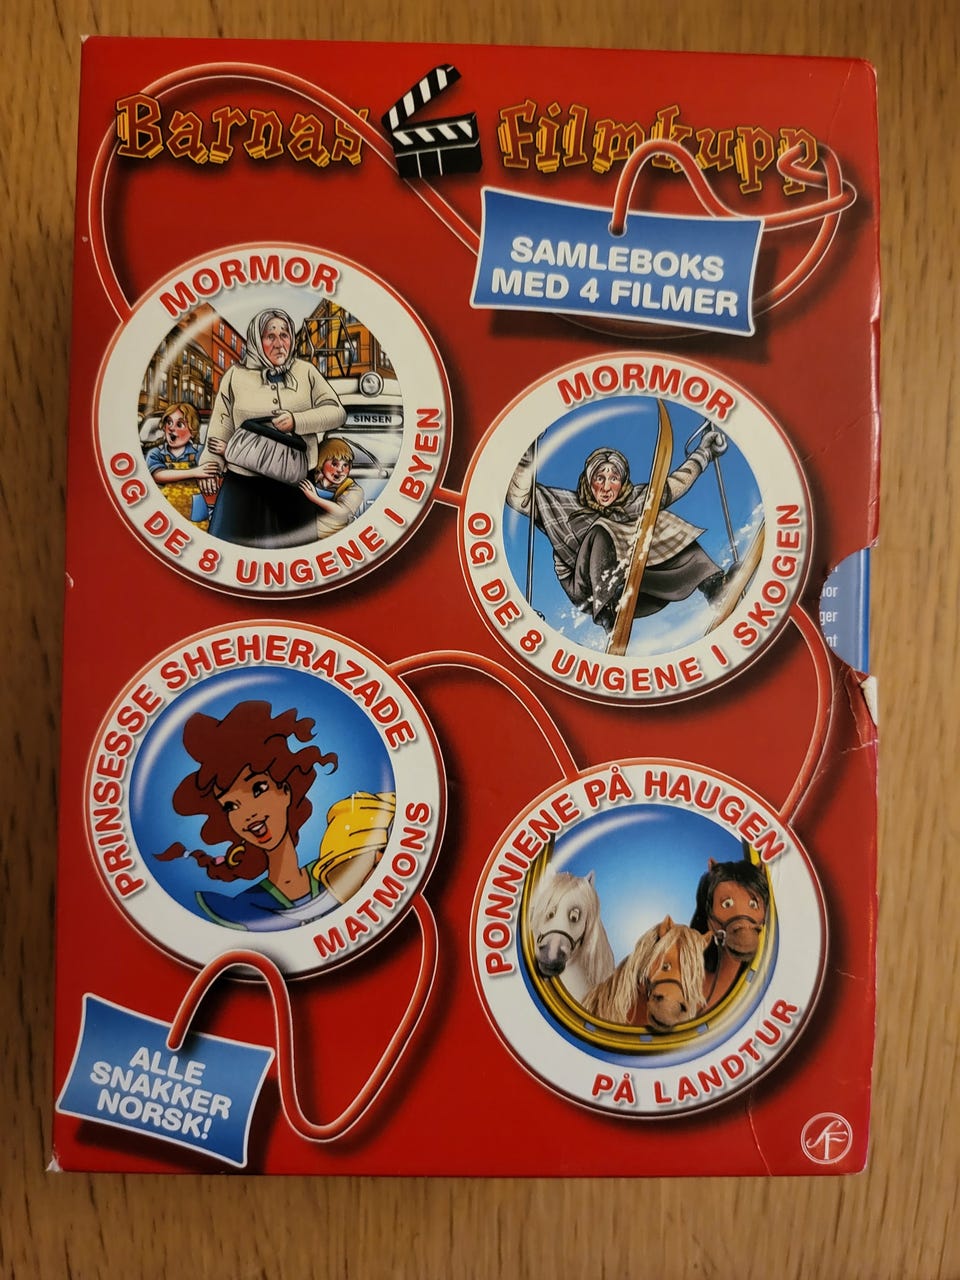 Barnas Filmkupp
SAMLEBOKS
MED 4 FILMER
MORMOR
OG DE 8 UNGENE I BYEN
SINSEN
MORMOR
OG DE 8 UNGENE I SKOGEN
PRINSESSE SHEHERAZADE
MATMONS
PONNIENE PÅ HAUGEN
PÅ LANDTUR
ALLE
SNAKKER
NORSK!
SF